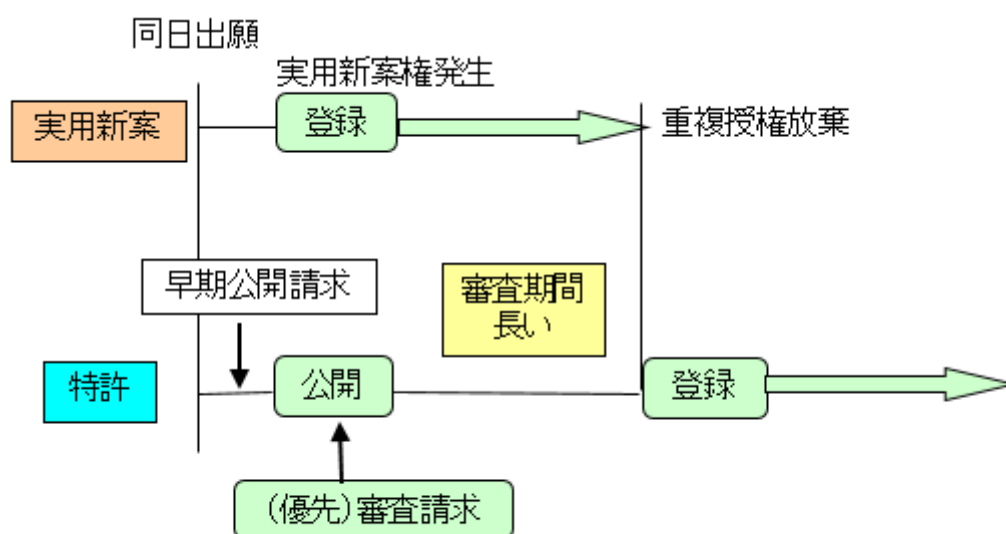 同日出願
実用新案権発生
実用新案
登録
重複授権放棄
早期公開請求
審査期間
長い
特許
公開
登録
(優先)審査請求